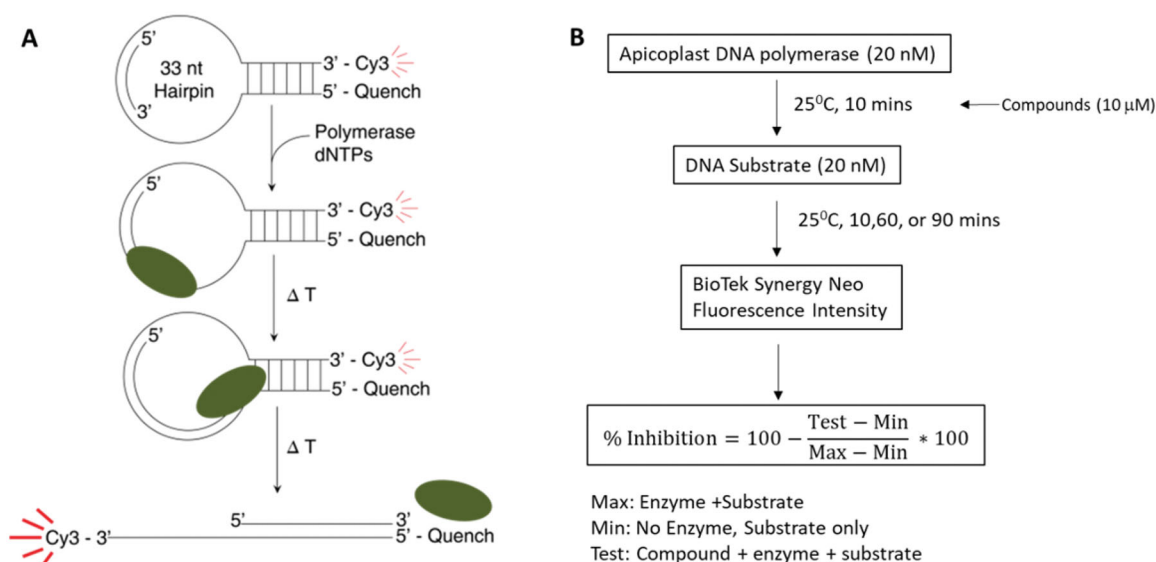 A
5’
33 nt
Hairpin
3’
3’ - Cy3
5’ - Quench
Polymerase
dNTPs
5’
3’ - Cy3
5’ - Quench
Δ T
5’
3’ - Cy3
5’ - Quench
Δ T
Cy3 - 3’
5’
3’
5’ - Quench
B
Apicoplast DNA polymerase (20 nM)
25⁰C, 10 mins
Compounds (10 μM)
DNA Substrate (20 nM)
25⁰C, 10,60, or 90 mins
BioTek Synergy Neo
Fluorescence Intensity
% Inhibition = 100 − (Test − Min)/(Max − Min) * 100
Max: Enzyme +Substrate
Min: No Enzyme, Substrate only
Test: Compound + enzyme + substrate